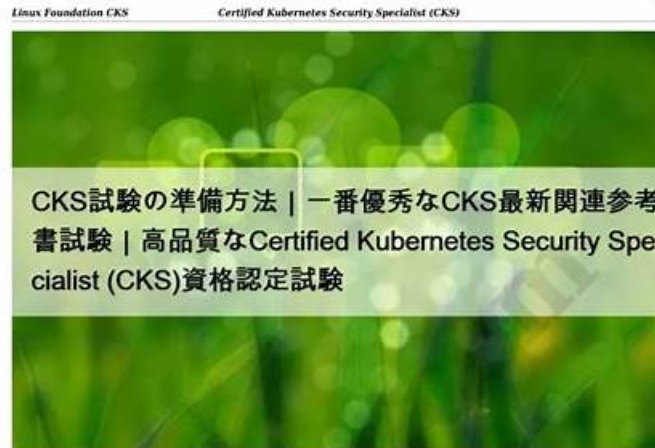 Linux Foundation CKS Certified Kubernetes Security Specialist (CKS)
CKS試験の準備方法 | 一番優秀なCKS最新関連参考
書試験 | 高品質なCertified Kubernetes Security Spe
cialist (CKS)資格認定試験